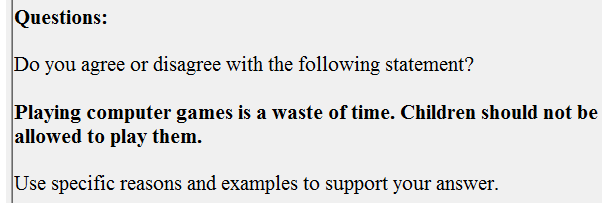 Questions:
Do you agree or disagree with the following statement?
Playing computer games is a waste of time. Children should not be
allowed to play them.
Use specific reasons and examples to support your answer.